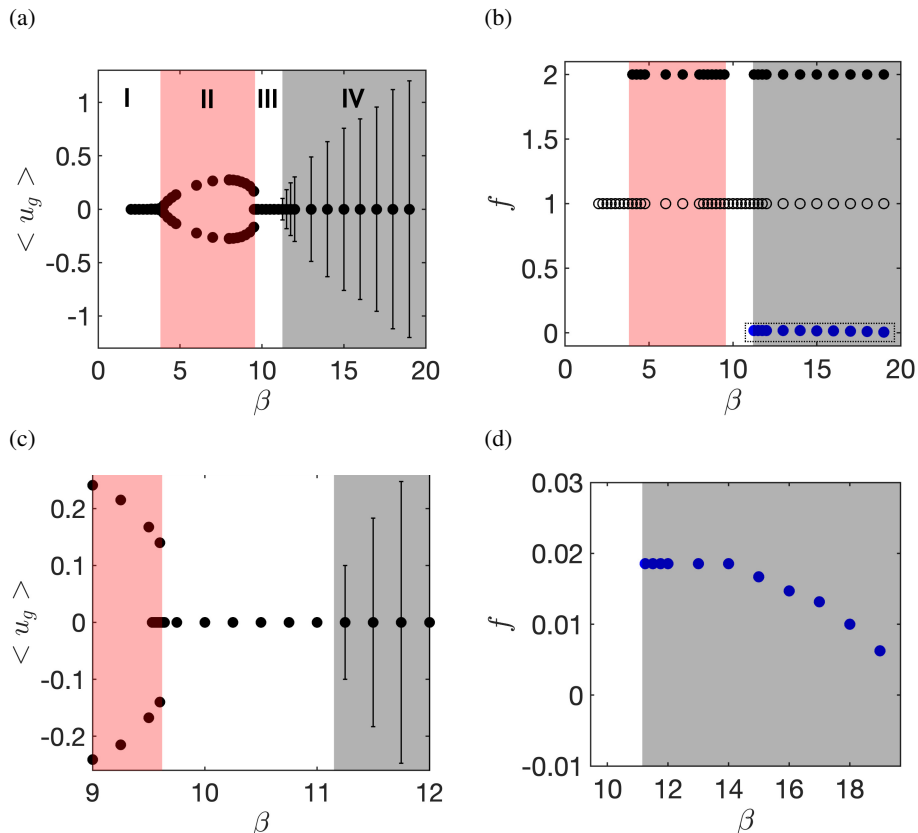 (a)
(b)
I II III IV
1
0.5
0
-0.5
-1
0 5 10 15 20
< u_g >
β
2
1.5
1
0.5
0
0 5 10 15 20
f
β
(c)
(d)
0.2
0.1
0
-0.1
-0.2
9 10 11 12
< u_g >
β
0.03
0.02
0.01
0
-0.01
10 12 14 16 18
f
β